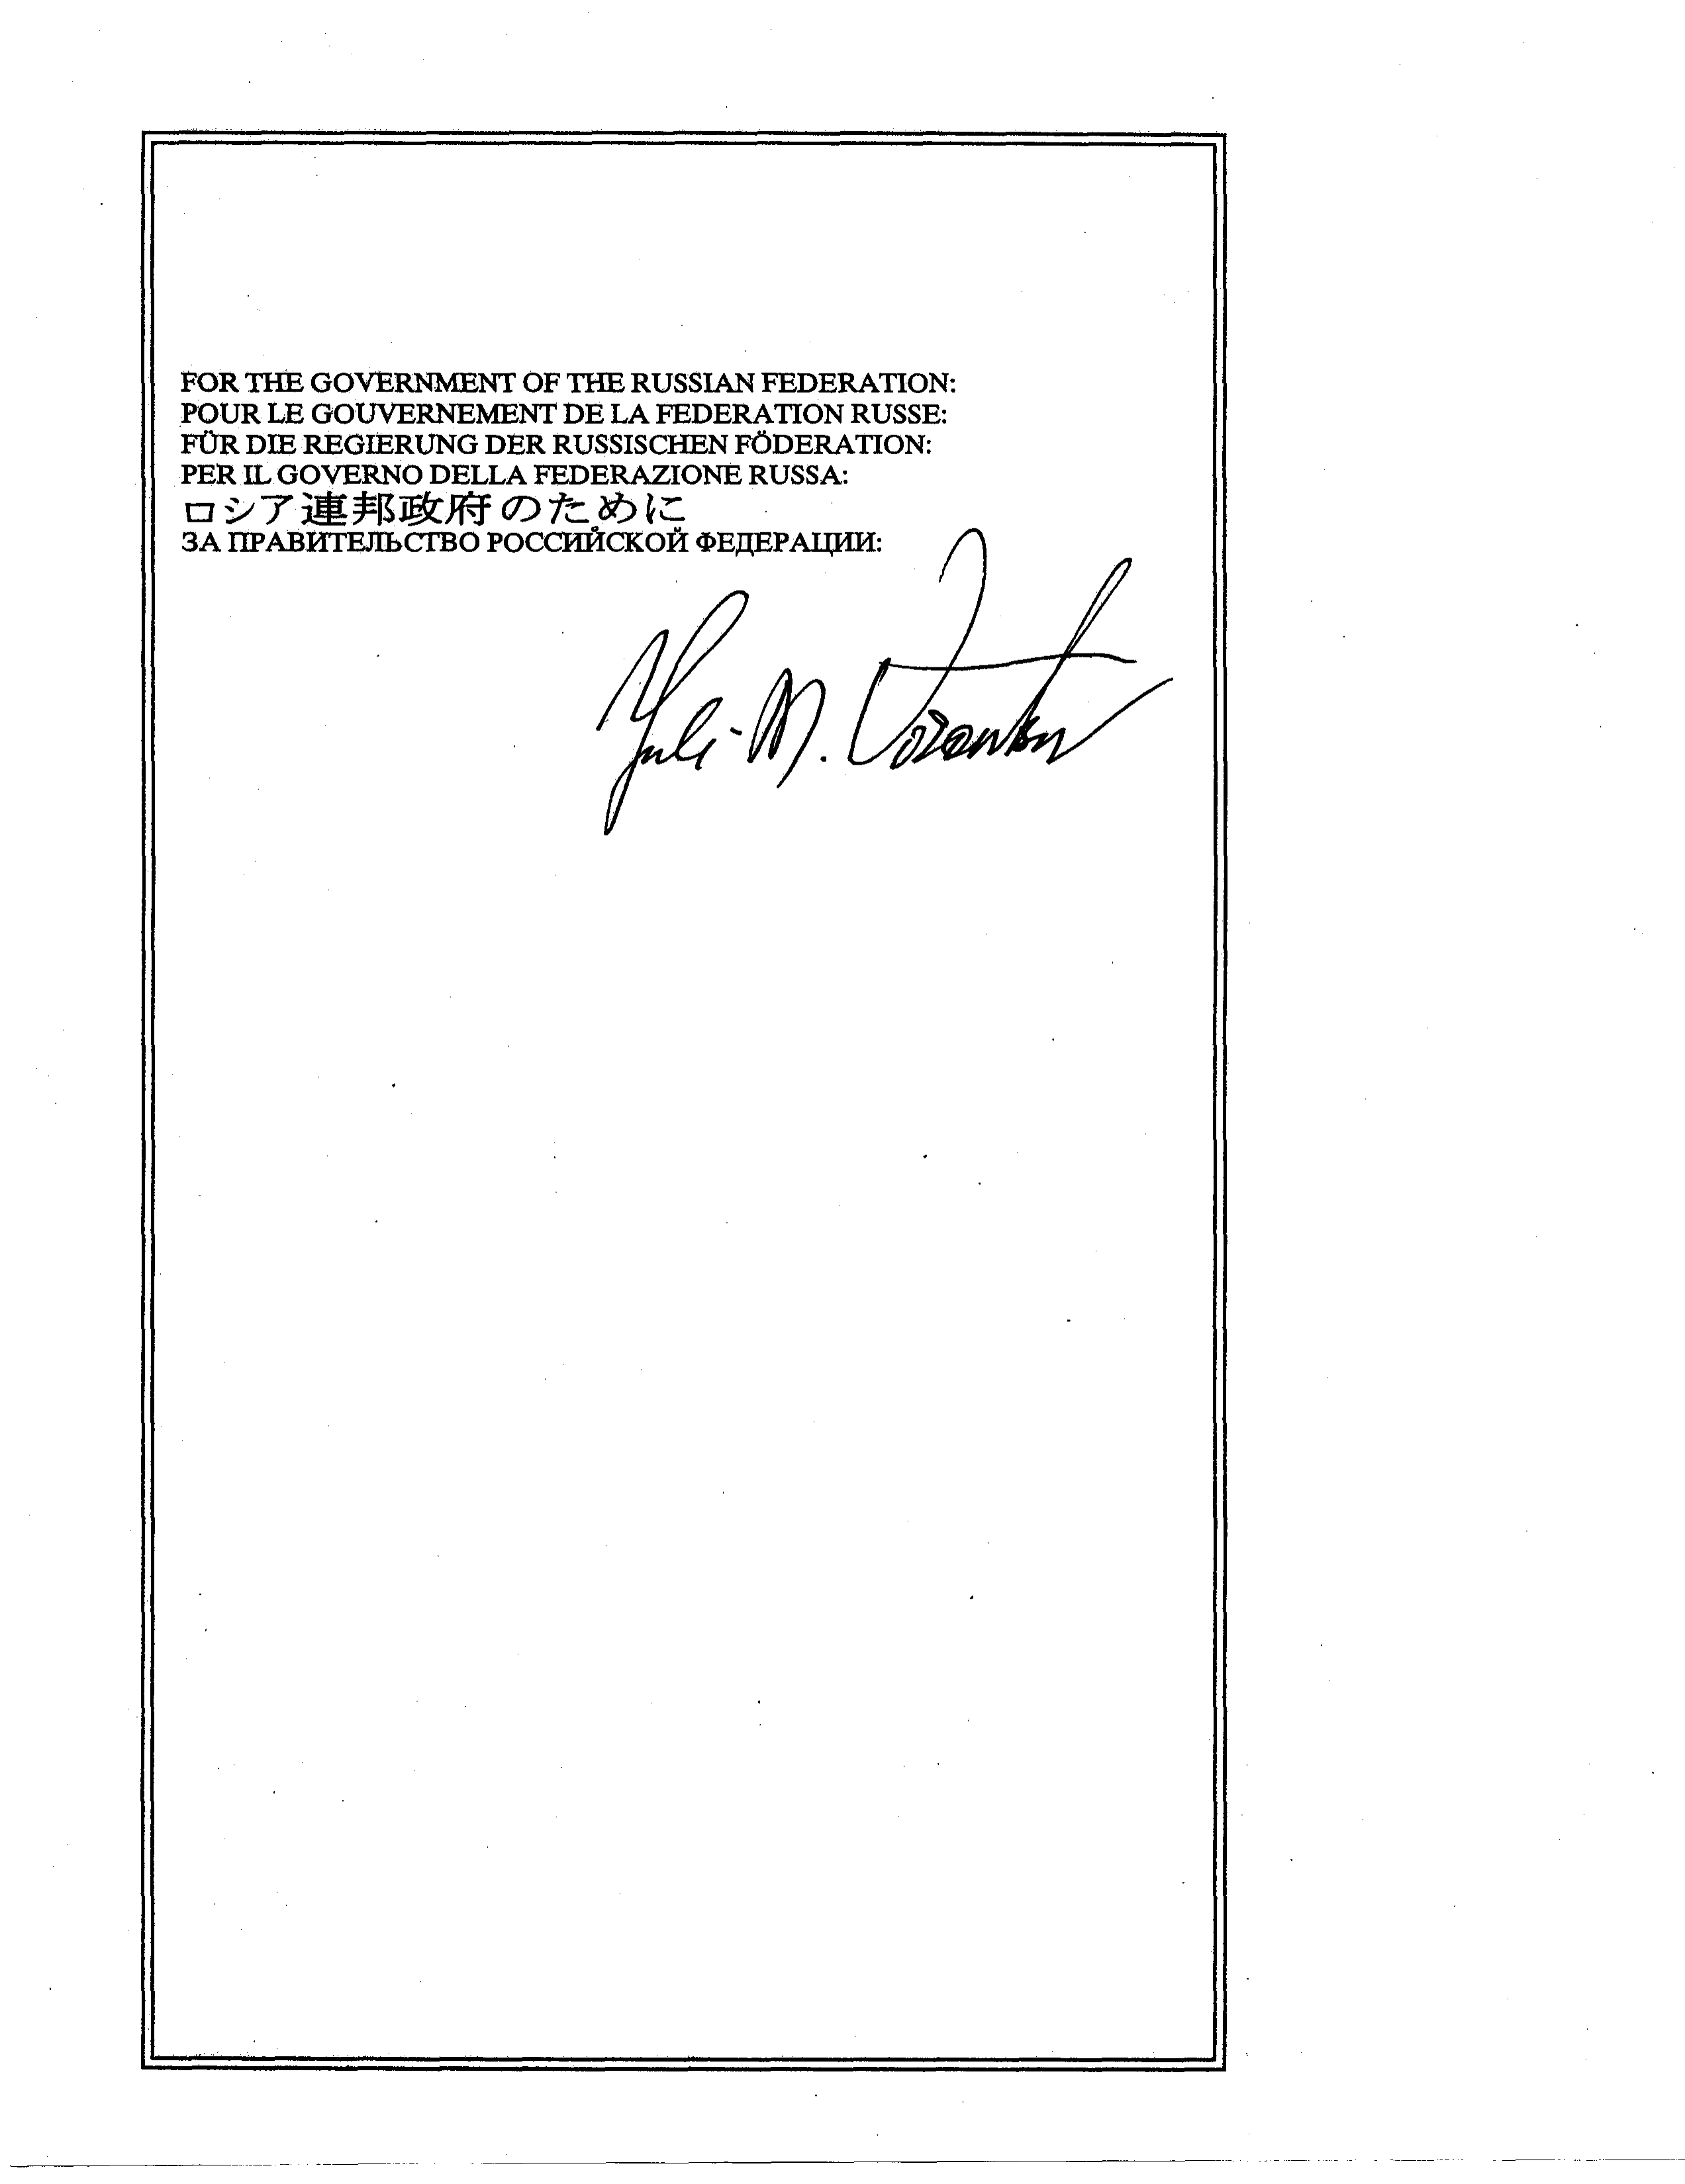 FOR THE GOVERNMENT OF THE RUSSIAN FEDERATION:
POUR LE GOUVERNEMENT DE LA FEDERATION RUSSE:
FÜR DIE REGIERUNG DER RUSSISCHEN FÖDERATION:
PER IL GOVERNO DELLA FEDERAZIONE RUSSA:
ロシア連邦政府のために
ЗА ПРАВИТЕЛЬСТВО РОССИЙСКОЙ ФЕДЕРАЦИИ:
M.